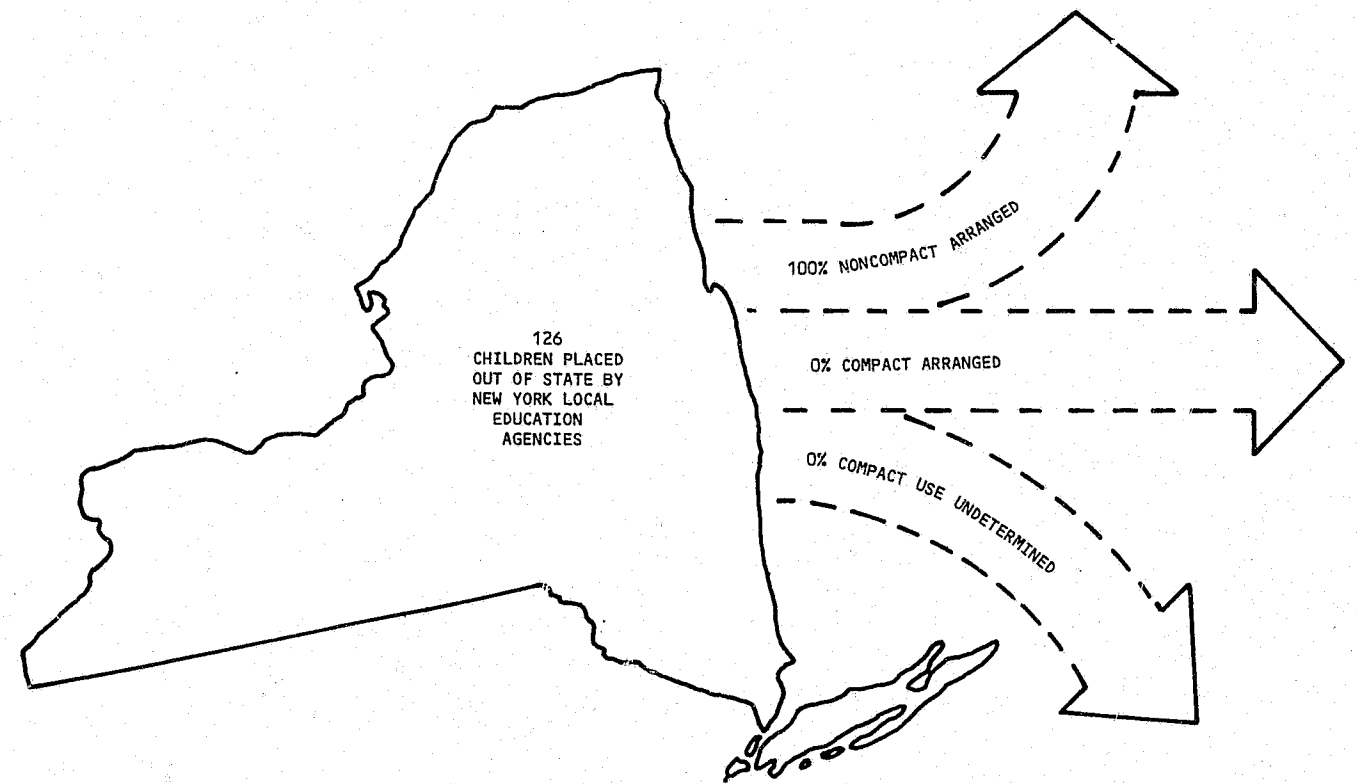 126
CHILDREN PLACED
OUT OF STATE BY
NEW YORK LOCAL
EDUCATION
AGENCIES
100% NONCOMPACT ARRANGED
0% COMPACT ARRANGED
0% COMPACT USE UNDETERMINED